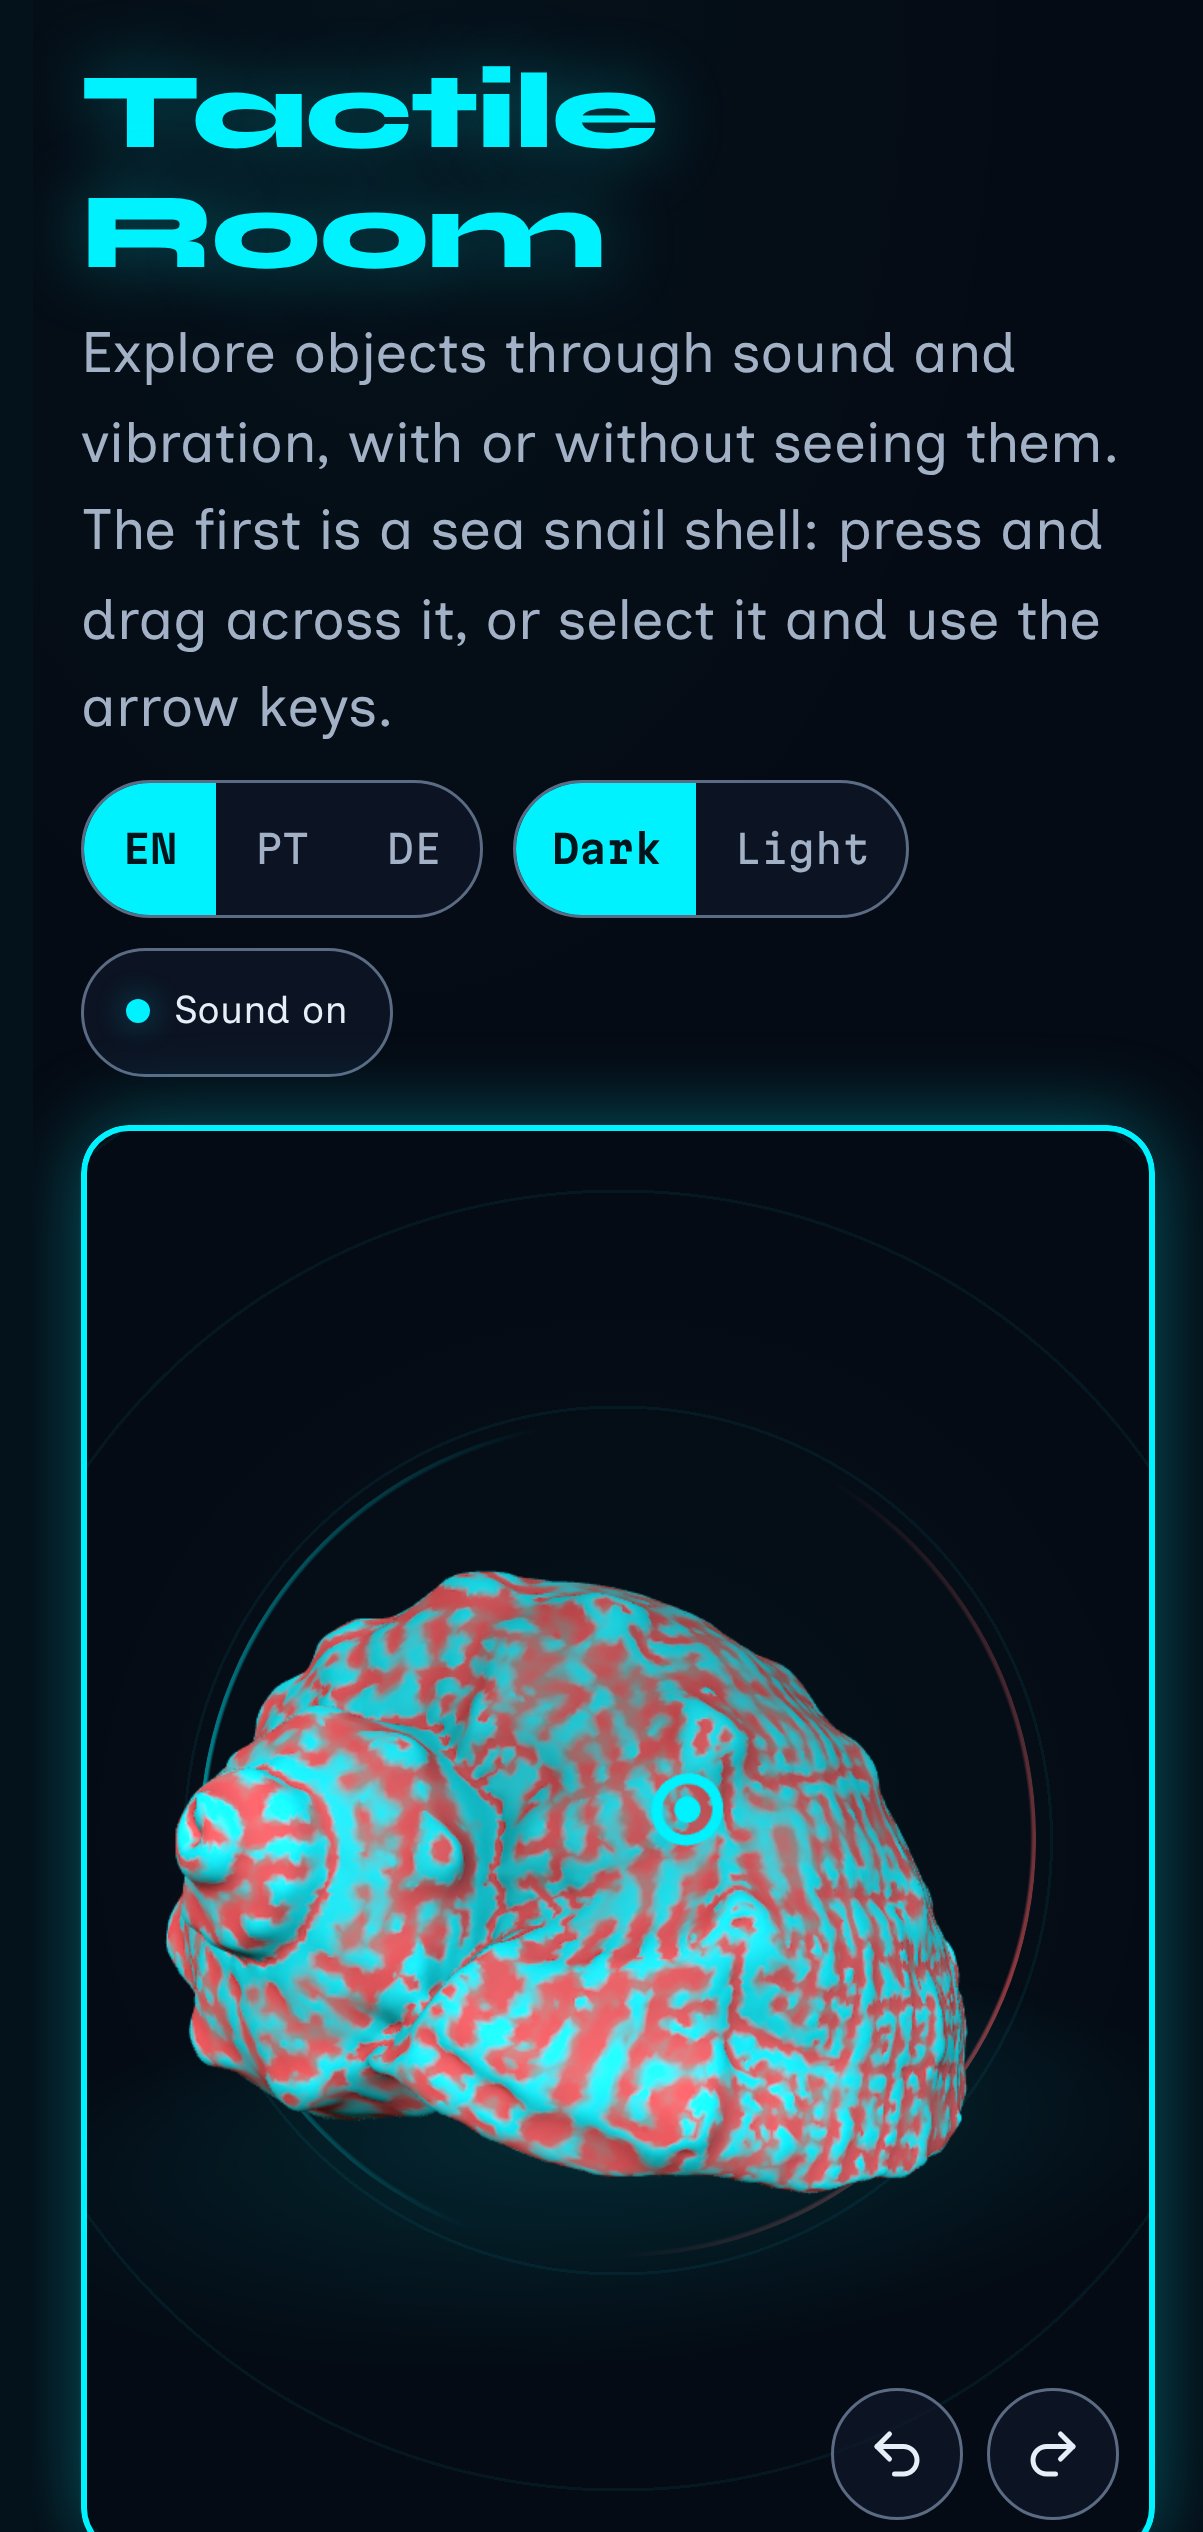 Tactile
Room
Explore objects through sound and
vibration, with or without seeing them.
The first is a sea snail shell: press and
drag across it, or select it and use the
arrow keys.
EN PT DE Dark Light
Sound on